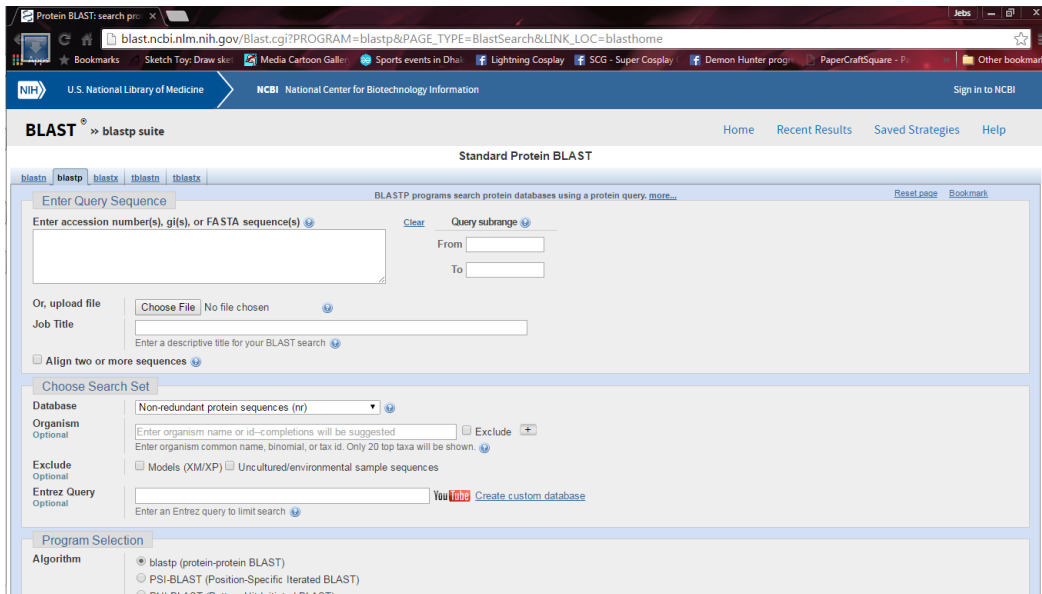 Protein BLAST: search pro
Jebs
blast.ncbi.nlm.nih.gov/Blast.cgi?PROGRAM=blastp&PAGE_TYPE=BlastSearch&LINK_LOC=blasthome
Apps Bookmarks Sketch Toy: Draw sket Media Cartoon Galler Sports events in Dhak Lightning Cosplay SCG - Super Cosplay Demon Hunter progr PaperCraftSquare - Pa Other bookmar
NIH U.S. National Library of Medicine NCBI National Center for Biotechnology Information Sign in to NCBI
BLAST ® » blastp suite Home Recent Results Saved Strategies Help
Standard Protein BLAST
blastn blastp blastx tblastn tblastx
Enter Query Sequence BLASTP programs search protein databases using a protein query. more... Reset page Bookmark
Enter accession number(s), gi(s), or FASTA sequence(s) Clear Query subrange
From
To
Or, upload file Choose File No file chosen
Job Title
Enter a descriptive title for your BLAST search
Align two or more sequences
Choose Search Set
Database Non-redundant protein sequences (nr)
Organism
Optional
Enter organism name or id--completions will be suggested Exclude +
Enter organism common name, binomial, or tax id. Only 20 top taxa will be shown.
Exclude
Optional
Models (XM/XP) Uncultured/environmental sample sequences
Entrez Query
Optional
YouTube Create custom database
Enter an Entrez query to limit search
Program Selection
Algorithm
blastp (protein-protein BLAST)
PSI-BLAST (Position-Specific Iterated BLAST)